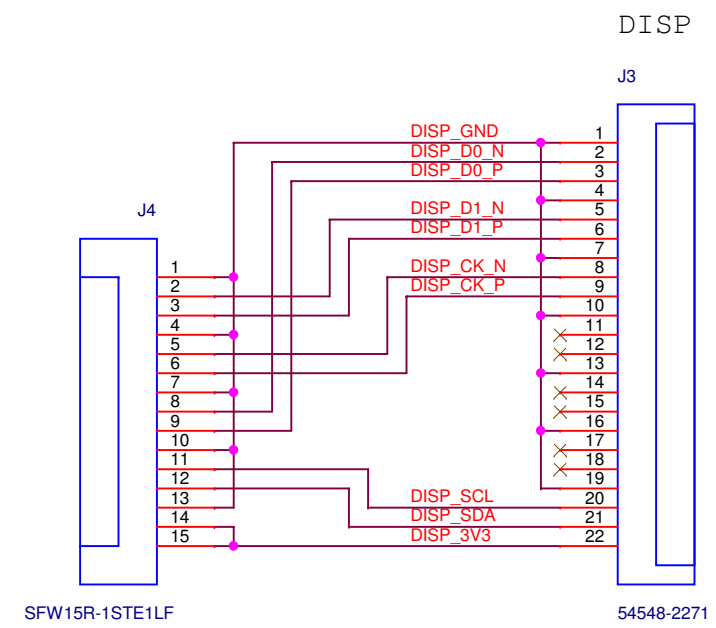 DISP
J3
DISP_GND
1
DISP_D0_N
2
DISP_D0_P
3
4
J4
DISP_D1_N
5
DISP_D1_P
6
7
1
DISP_CK_N
8
2
DISP_CK_P
9
3
10
4
11
5
12
6
13
7
14
8
15
9
16
10
17
11
18
12
19
13
DISP_SCL
20
14
DISP_SDA
21
15
DISP_3V3
22
SFW15R-1STE1LF
54548-2271